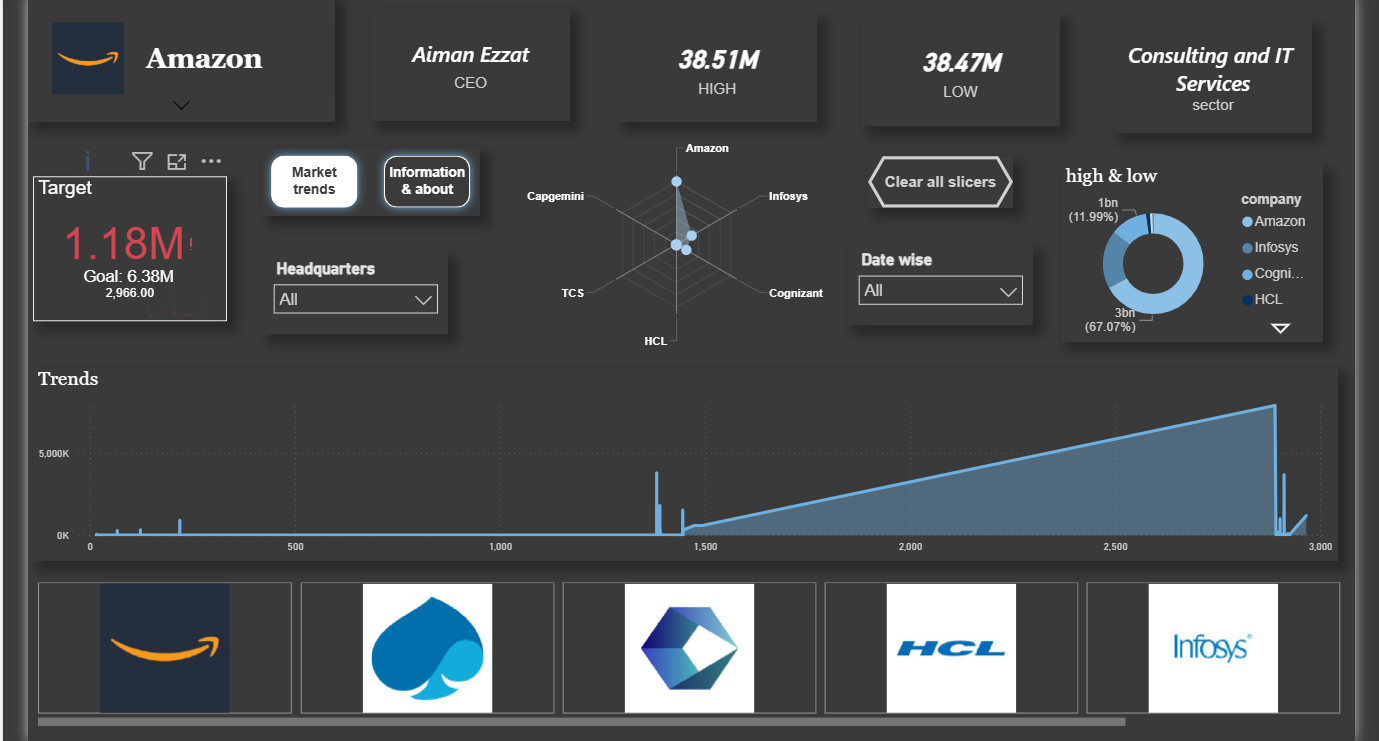 Amazon
Aiman Ezzat
CEO
38.51M
HIGH
38.47M
LOW
Consulting and IT
Services
sector
Target
1.18M!
Goal: 6.38M
2,966.00
Market
trends
Information
& about
Headquarters
All
Amazon
Infosys
Cognizant
HCL
TCS
Capgemini
Clear all slicers
Date wise
All
high & low
1bn
(11.99%)
3bn
(67.07%)
company
Amazon
Infosys
Cogni...
HCL
Trends
5,000K
0K
0
500
1,000
1,500
2,000
2,500
3,000
HCL
Infosys®